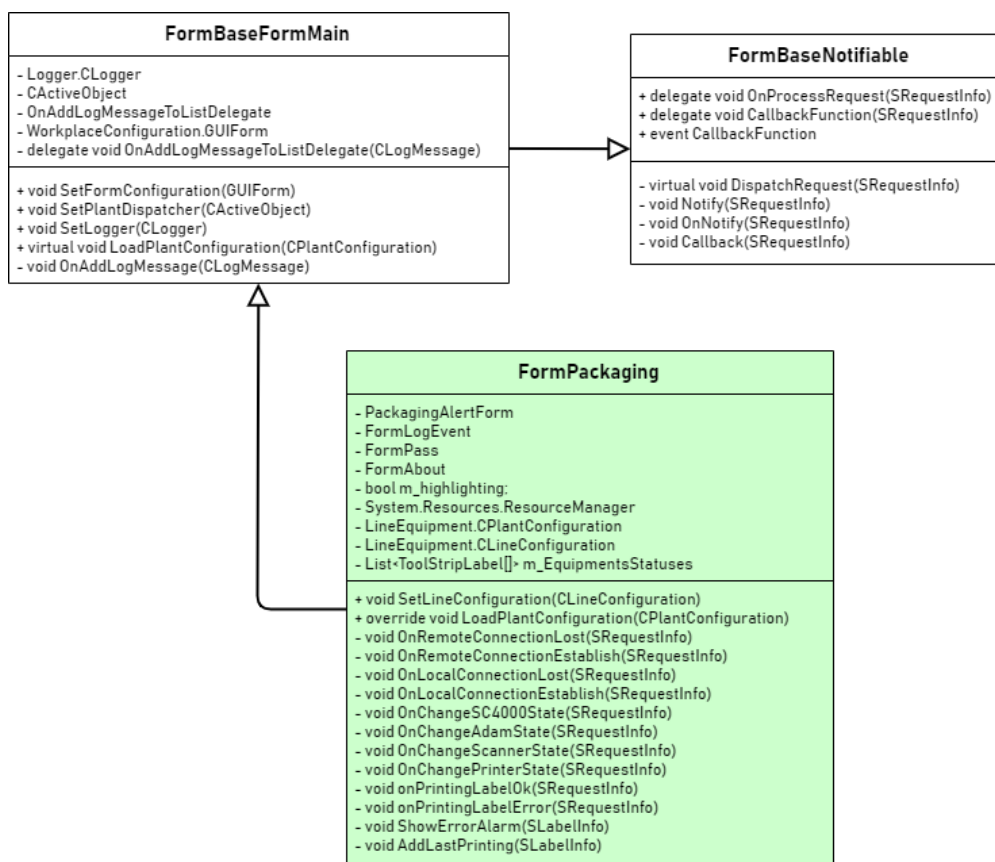 FormBaseFormMain
- Logger.CLogger
- CActiveObject
- OnAddLogMessageToListDelegate
- WorkplaceConfiguration.GUIForm
- delegate void OnAddLogMessageToListDelegate(CLogMessage)
+ void SetFormConfiguration(GUIForm)
+ void SetPlantDispatcher(CActiveObject)
+ void SetLogger(CLogger)
+ virtual void LoadPlantConfiguration(CPlantConfiguration)
- void OnAddLogMessage(CLogMessage)
FormBaseNotifiable
+ delegate void OnProcessRequest(SRequestInfo)
+ delegate void CallbackFunction(SRequestInfo)
+ event CallbackFunction
- virtual void DispatchRequest(SRequestInfo)
- void Notify(SRequestInfo)
- void OnNotify(SRequestInfo)
- void Callback(SRequestInfo)
FormPackaging
- PackagingAlertForm
- FormLogEvent
- FormPass
- FormAbout
- bool m_highlighting;
- System.Resources.ResourceManager
- LineEquipment.CPlantConfiguration
- LineEquipment.CLineConfiguration
- List<ToolStripLabel[]> m_EquipmentsStatuses
+ void SetLineConfiguration(CLineConfiguration)
+ override void LoadPlantConfiguration(CPlantConfiguration)
- void OnRemoteConnectionLost(SRequestInfo)
- void OnRemoteConnectionEstablish(SRequestInfo)
- void OnLocalConnectionLost(SRequestInfo)
- void OnLocalConnectionEstablish(SRequestInfo)
- void OnChangeSC4000State(SRequestInfo)
- void OnChangeAdamState(SRequestInfo)
- void OnChangeScannerState(SRequestInfo)
- void OnChangePrinterState(SRequestInfo)
- void onPrintingLabelOk(SRequestInfo)
- void onPrintingLabelError(SRequestInfo)
- void ShowErrorAlarm(SLabelInfo)
- void AddLastPrinting(SLabelInfo)